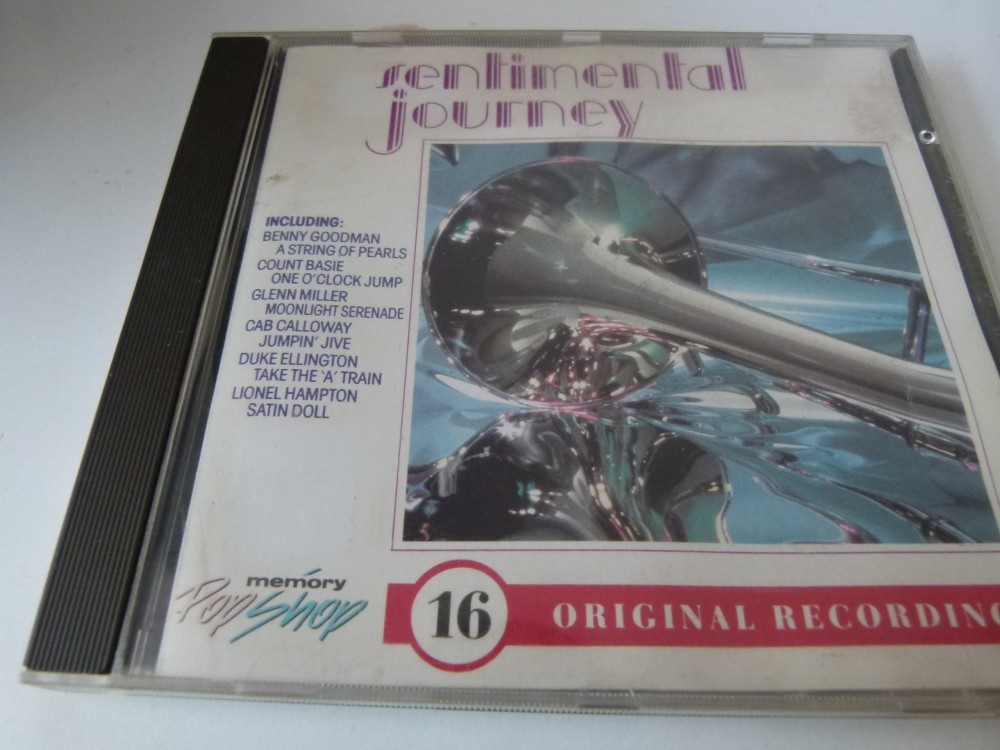 sentimental
journey
INCLUDING:
BENNY GOODMAN
A STRING OF PEARLS
COUNT BASIE
ONE O'CLOCK JUMP
GLENN MILLER
MOONLIGHT SERENADE
CAB CALLOWAY
JUMPIN' JIVE
DUKE ELLINGTON
TAKE THE 'A' TRAIN
LIONEL HAMPTON
SATIN DOLL
memory
Pop Shop
16 ORIGINAL RECORDING